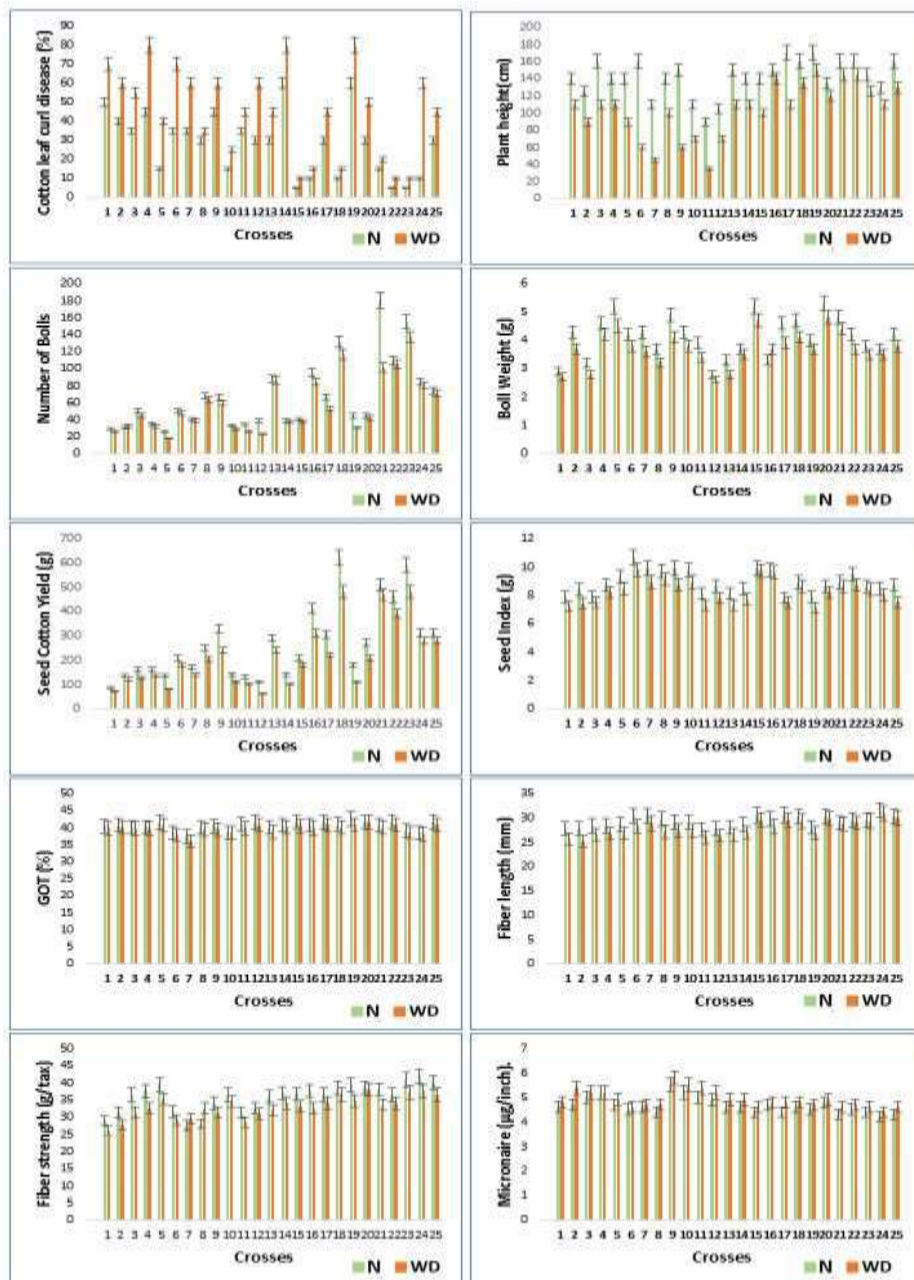 Cotton leaf curl disease (%)
90
80
70
60
50
40
30
20
10
0
1 2 3 4 5 6 7 8 9 10 11 12 13 14 15 16 17 18 19 20 21 22 23 24 25
Crosses
N WD
Plant height(cm)
200
180
160
140
120
100
80
60
40
20
0
1 2 3 4 5 6 7 8 9 10 11 12 13 14 15 16 17 18 19 20 21 22 23 24 25
Crosses
N WD
Number of Bolls
200
180
160
140
120
100
80
60
40
20
0
1 2 3 4 5 6 7 8 9 10 11 12 13 14 15 16 17 18 19 20 21 22 23 24 25
Crosses
N WD
Boll Weight (g)
6
5
4
3
2
1
0
1 2 3 4 5 6 7 8 9 10 11 12 13 14 15 16 17 18 19 20 21 22 23 24 25
Crosses
N WD
Seed Cotton Yield (g)
700
600
500
400
300
200
100
0
1 2 3 4 5 6 7 8 9 10 11 12 13 14 15 16 17 18 19 20 21 22 23 24 25
Crosses
N WD
Seed Index (g)
12
10
8
6
4
2
0
1 2 3 4 5 6 7 8 9 10 11 12 13 14 15 16 17 18 19 20 21 22 23 24 25
Crosses
N WD
GOT (%)
50
45
40
35
30
25
20
15
10
5
0
1 2 3 4 5 6 7 8 9 10 11 12 13 14 15 16 17 18 19 20 21 22 23 24 25
Crosses
N WD
Fiber length (mm)
35
30
25
20
15
10
5
0
1 2 3 4 5 6 7 8 9 10 11 12 13 14 15 16 17 18 19 20 21 22 23 24 25
Crosses
N WD
Fiber strength (g/tax)
50
45
40
35
30
25
20
15
10
5
0
1 2 3 4 5 6 7 8 9 10 11 12 13 14 15 16 17 18 19 20 21 22 23 24 25
Crosses
N WD
Micronaire (µg/inch).
7
6
5
4
3
2
1
0
1 2 3 4 5 6 7 8 9 10 11 12 13 14 15 16 17 18 19 20 21 22 23 24 25
Crosses
N WD